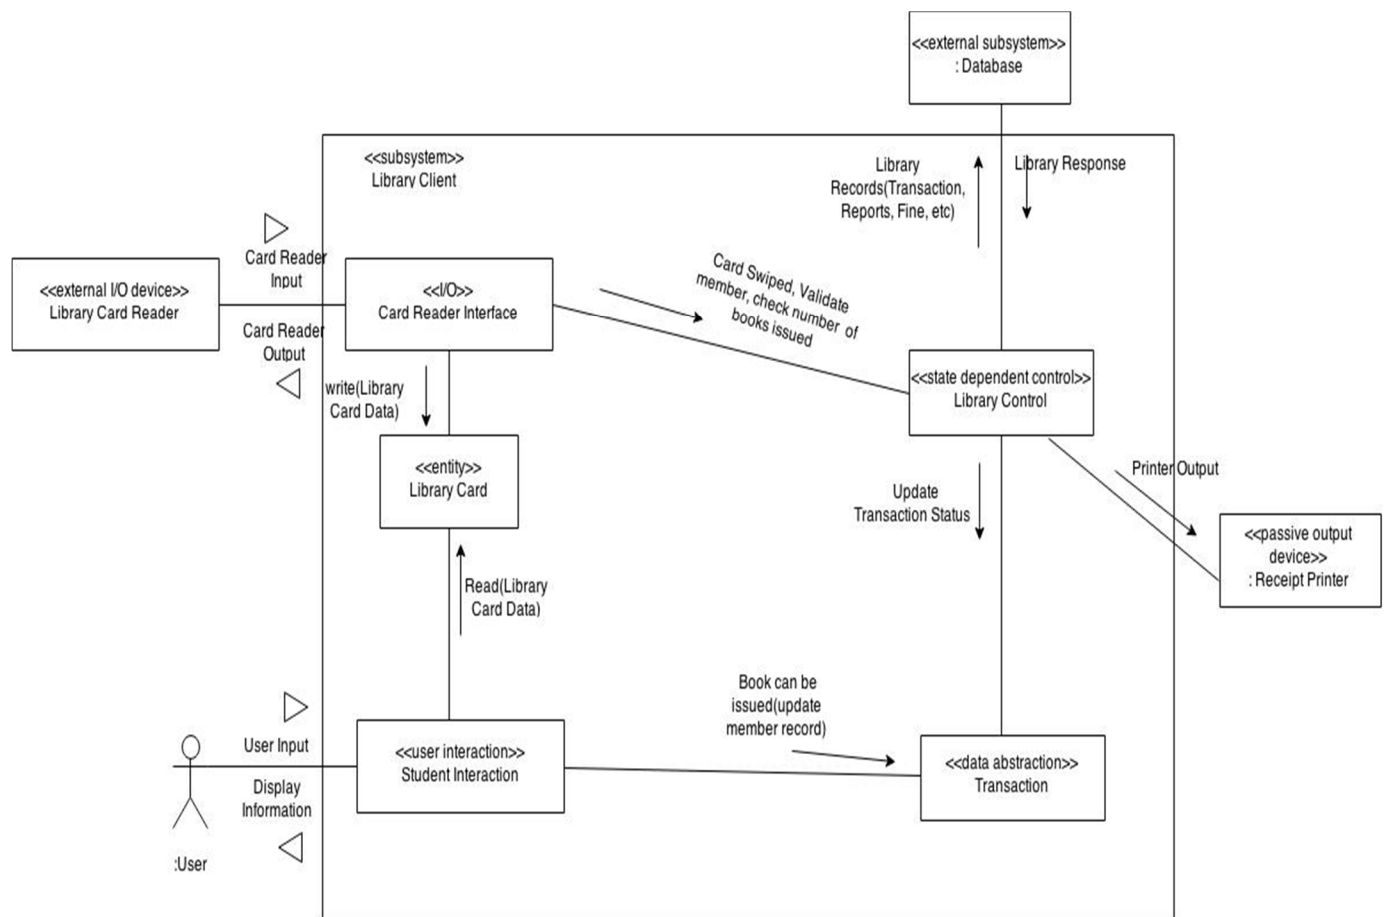 <<external subsystem>>
: Database
<<subsystem>>
Library Client
Library
Records(Transaction,
Reports, Fine, etc)
Library Response
Card Reader
Input
<<external I/O device>>
Library Card Reader
Card Reader
Output
<<I/O>>
Card Reader Interface
Card Swiped, Validate
member, check number of
books issued
<<state dependent control>>
Library Control
write(Library
Card Data)
<<entity>>
Library Card
Update
Transaction Status
Printer Output
<<passive output
device>>
: Receipt Printer
Read(Library
Card Data)
Book can be
issued(update
member record)
User Input
Display
Information
:User
<<user interaction>>
Student Interaction
<<data abstraction>>
Transaction